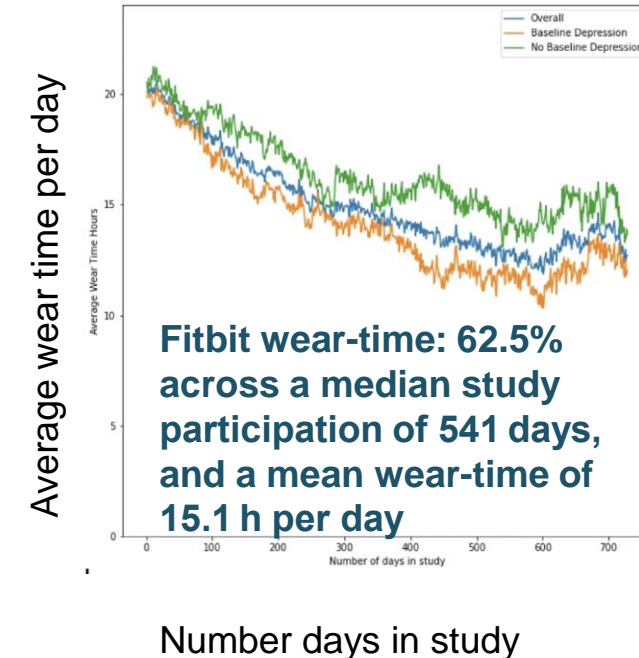 Overall
Baseline Depression
No Baseline Depression
Average wear time per day
Average Wear Time Hours
20
15
10
5
0
Fitbit wear-time: 62.5%
across a median study
participation of 541 days,
and a mean wear-time of
15.1 h per day
0 100 200 300 400 500 600 700
Number of days in study
Number days in study